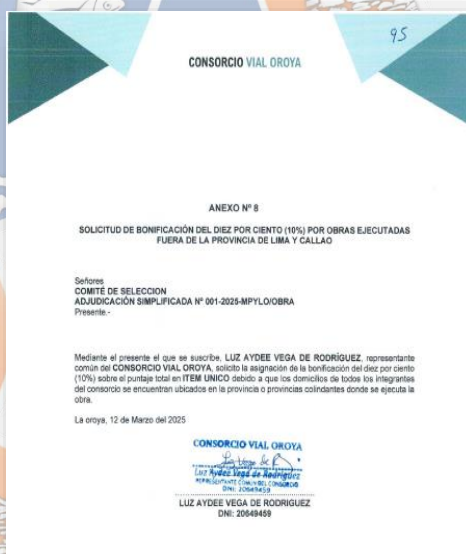 95
CONSORCIO VIAL OROYA
ANEXO Nº 8
SOLICITUD DE BONIFICACIÓN DEL DIEZ POR CIENTO (10%) POR OBRAS EJECUTADAS
FUERA DE LA PROVINCIA DE LIMA Y CALLAO
Señores
COMITÉ DE SELECCION
ADJUDICACIÓN SIMPLIFICADA Nº 001-2025-MPYLO/OBRA
Presente.-
Mediante el presente el que se suscribe, LUZ AYDEE VEGA DE RODRÍGUEZ, representante
común del CONSORCIO VIAL OROYA, solicito la asignación de la bonificación del diez por ciento
(10%) sobre el puntaje total en ITEM UNICO debido a que los domicilios de todos los integrantes
del consorcio se encuentran ubicados en la provincia o provincias colindantes donde se ejecuta la
obra.
La oroya, 12 de Marzo del 2025
CONSORCIO VIAL OROYA
Luz Aydee Vega de Rodriguez
REPRESENTANTE COMUN DEL CONSORCIO
DNI: 20649459
LUZ AYDEE VEGA DE RODRIGUEZ
DNI: 20649459